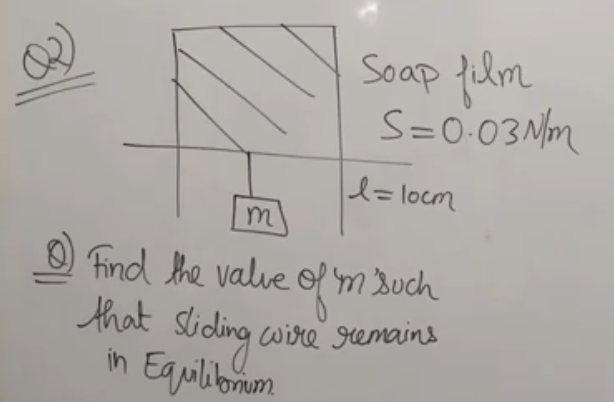 Q2)
Soap film
S = 0.03 N/m
l = 10cm
m
Q) Find the value of 'm' such
that sliding wire remains
in Equilibrium.